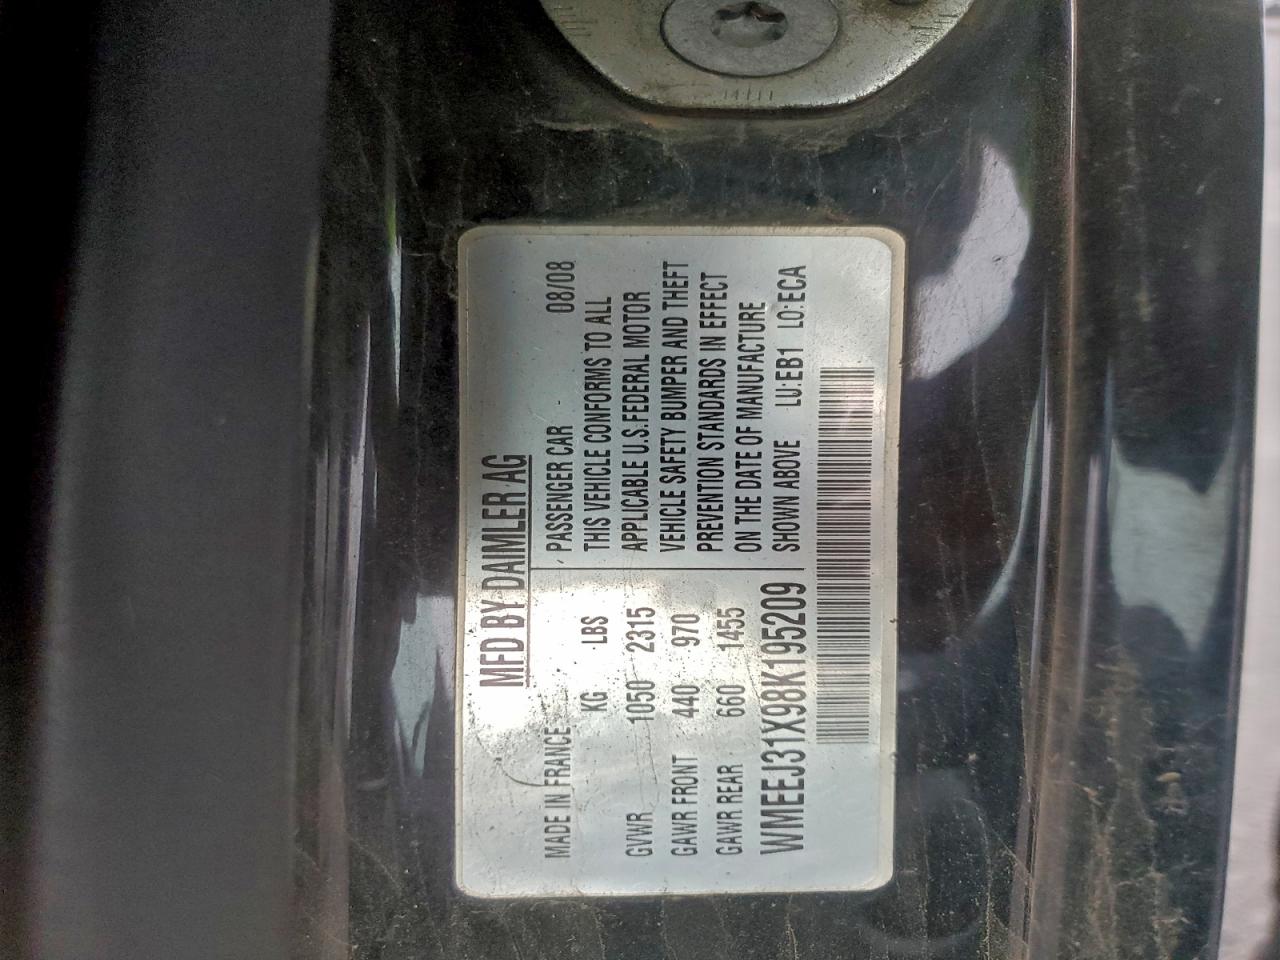 MFD BY DAIMLER AG
MADE IN FRANCE
KG LBS
GVWR 1050 2315
GAWR FRONT 440 970
GAWR REAR 660 1455
PASSENGER CAR 08/08
THIS VEHICLE CONFORMS TO ALL
APPLICABLE U.S.FEDERAL MOTOR
VEHICLE SAFETY BUMPER AND THEFT
PREVENTION STANDARDS IN EFFECT
ON THE DATE OF MANUFACTURE
SHOWN ABOVE LU:EB1 LO:ECA
WMEEJ31X98K195209